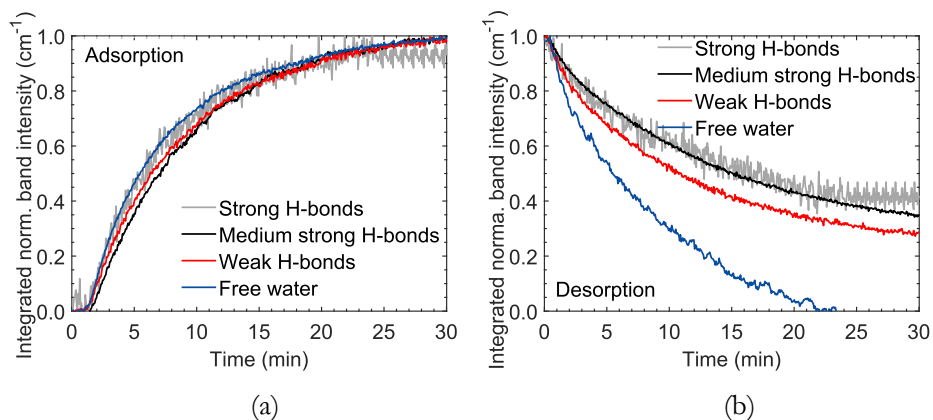 Integrated norma. band intensity (cm-1)
1.0
0.8
0.6
0.4
0.2
0.0
Adsorption
Strong H-bonds
Medium strong H-bonds
Weak H-bonds
Free water
0 5 10 15 20 25 30
Time (min)
(a)
Integrated norma. band intensity (cm-1)
1.0
0.8
0.6
0.4
0.2
0.0
Strong H-bonds
Medium strong H-bonds
Weak H-bonds
Free water
Desorption
0 5 10 15 20 25 30
Time (min)
(b)